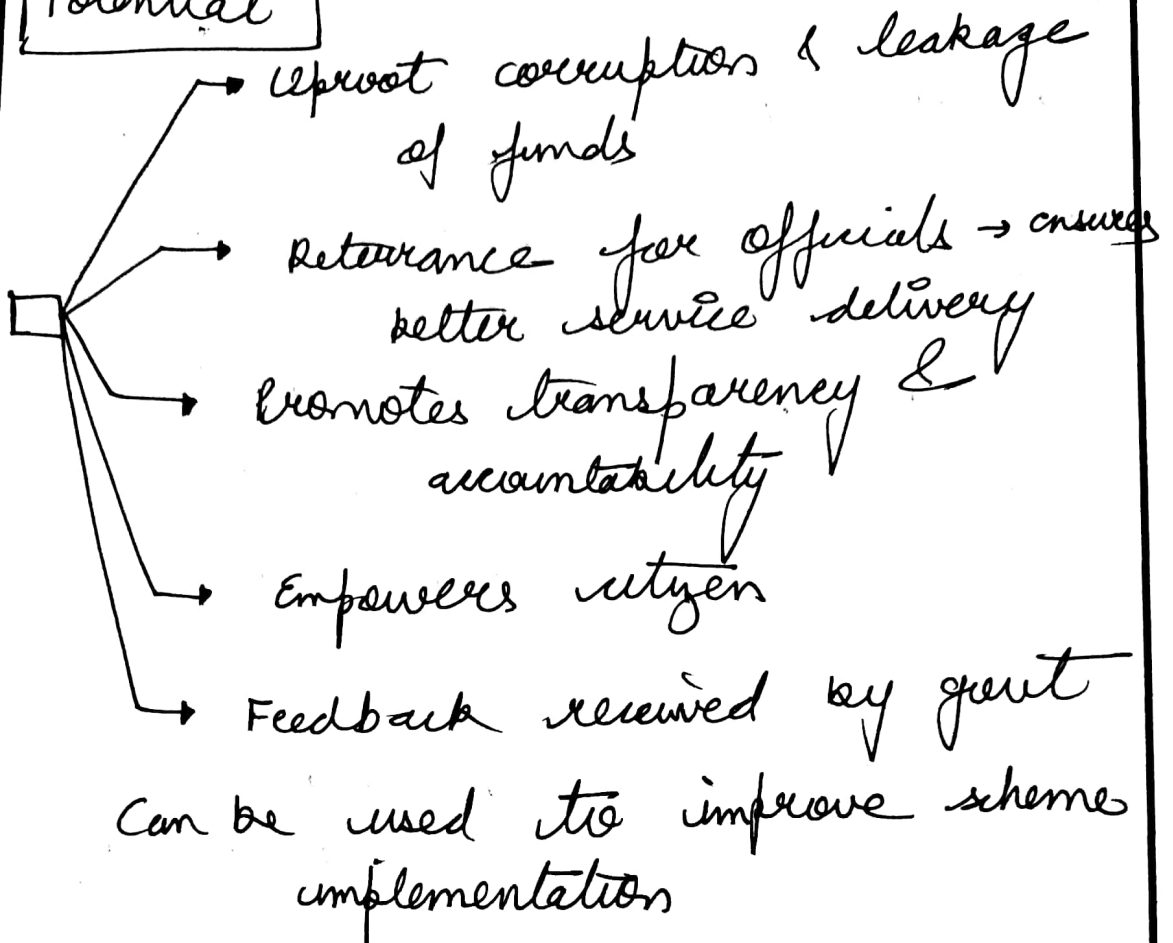 Potential
Uproot corruption & leakage
of funds
Deterrance for officials → ensures
better service delivery
Promotes transparency &
accountability
Empowers citizen
Feedback received by govt
Can be used to improve scheme
implementation